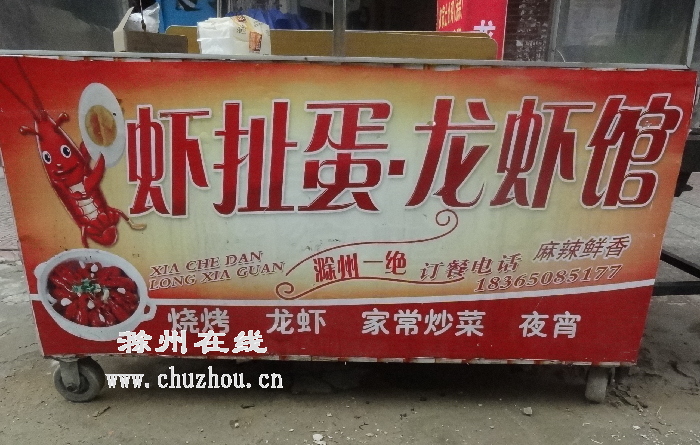 虾扯蛋·龙虾馆
XIA CHE DAN
LONG XIA GUAN
滁州一绝
订餐电话
麻辣鲜香
18365085177
烧烤 龙虾 家常炒菜 夜宵
滁州在线
www.chuzhou.cn